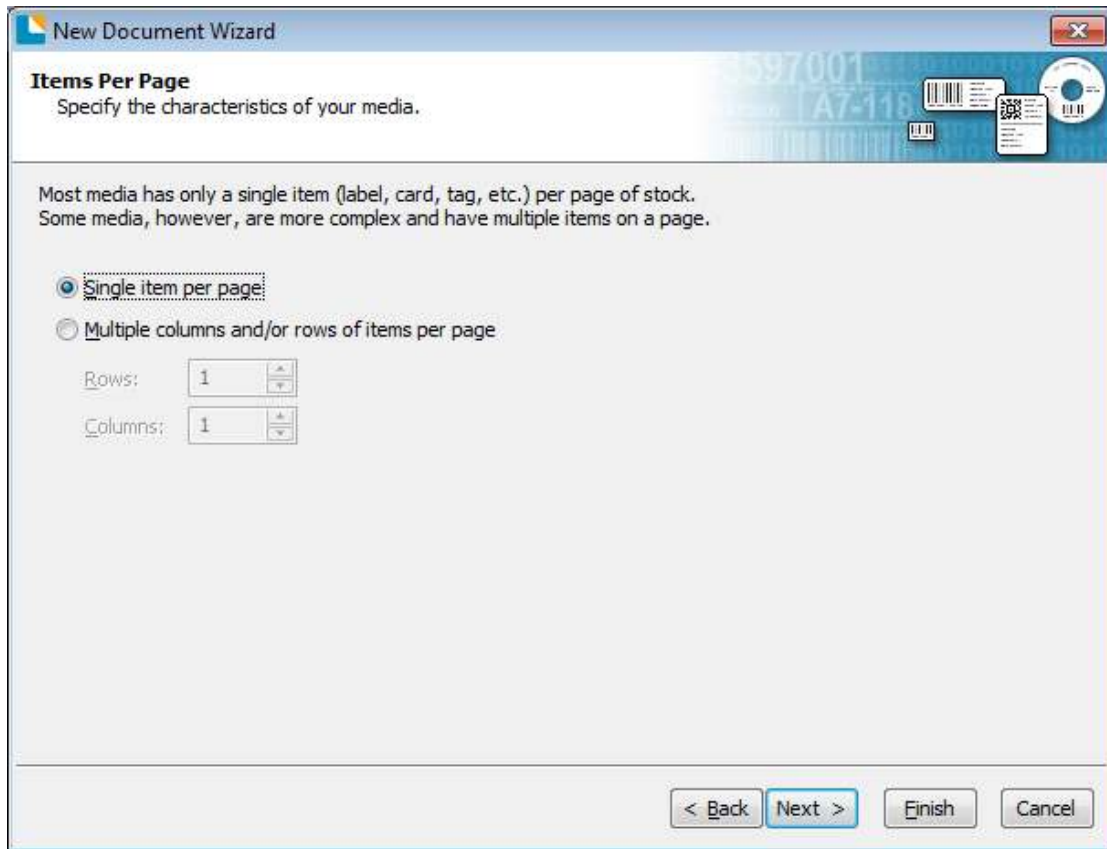 New Document Wizard
Items Per Page
Specify the characteristics of your media.
3597001
A7-118
Most media has only a single item (label, card, tag, etc.) per page of stock.
Some media, however, are more complex and have multiple items on a page.
Single item per page
Multiple columns and/or rows of items per page
Rows: 1
Columns: 1
< Back Next > Finish Cancel